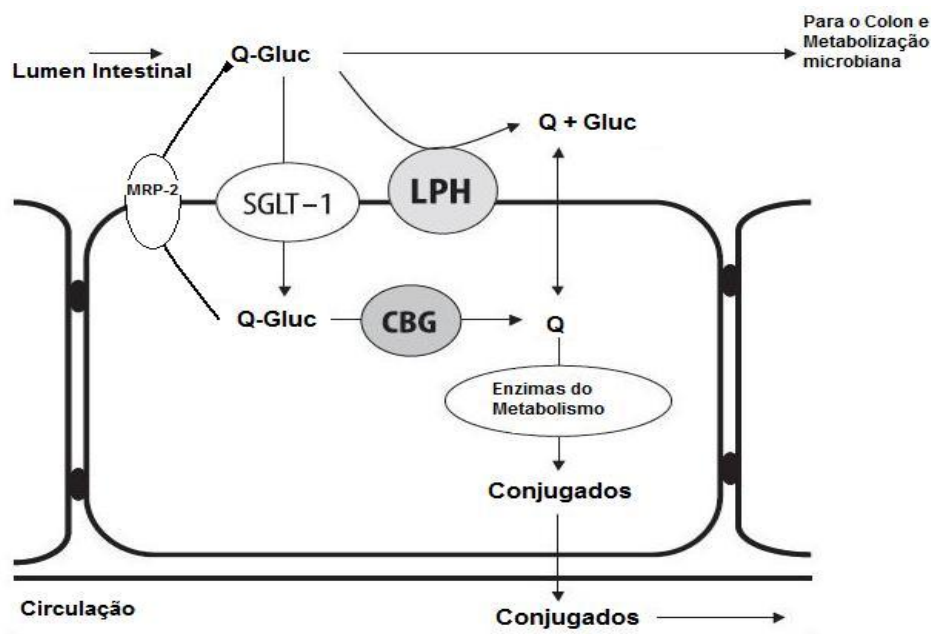 Para o Colon e
Metabolização
microbiana
Q-Gluc
Lumen Intestinal
Q + Gluc
MRP-2
SGLT-1
LPH
Q-Gluc
CBG
Q
Enzimas do
Metabolismo
Conjugados
Circulação
Conjugados